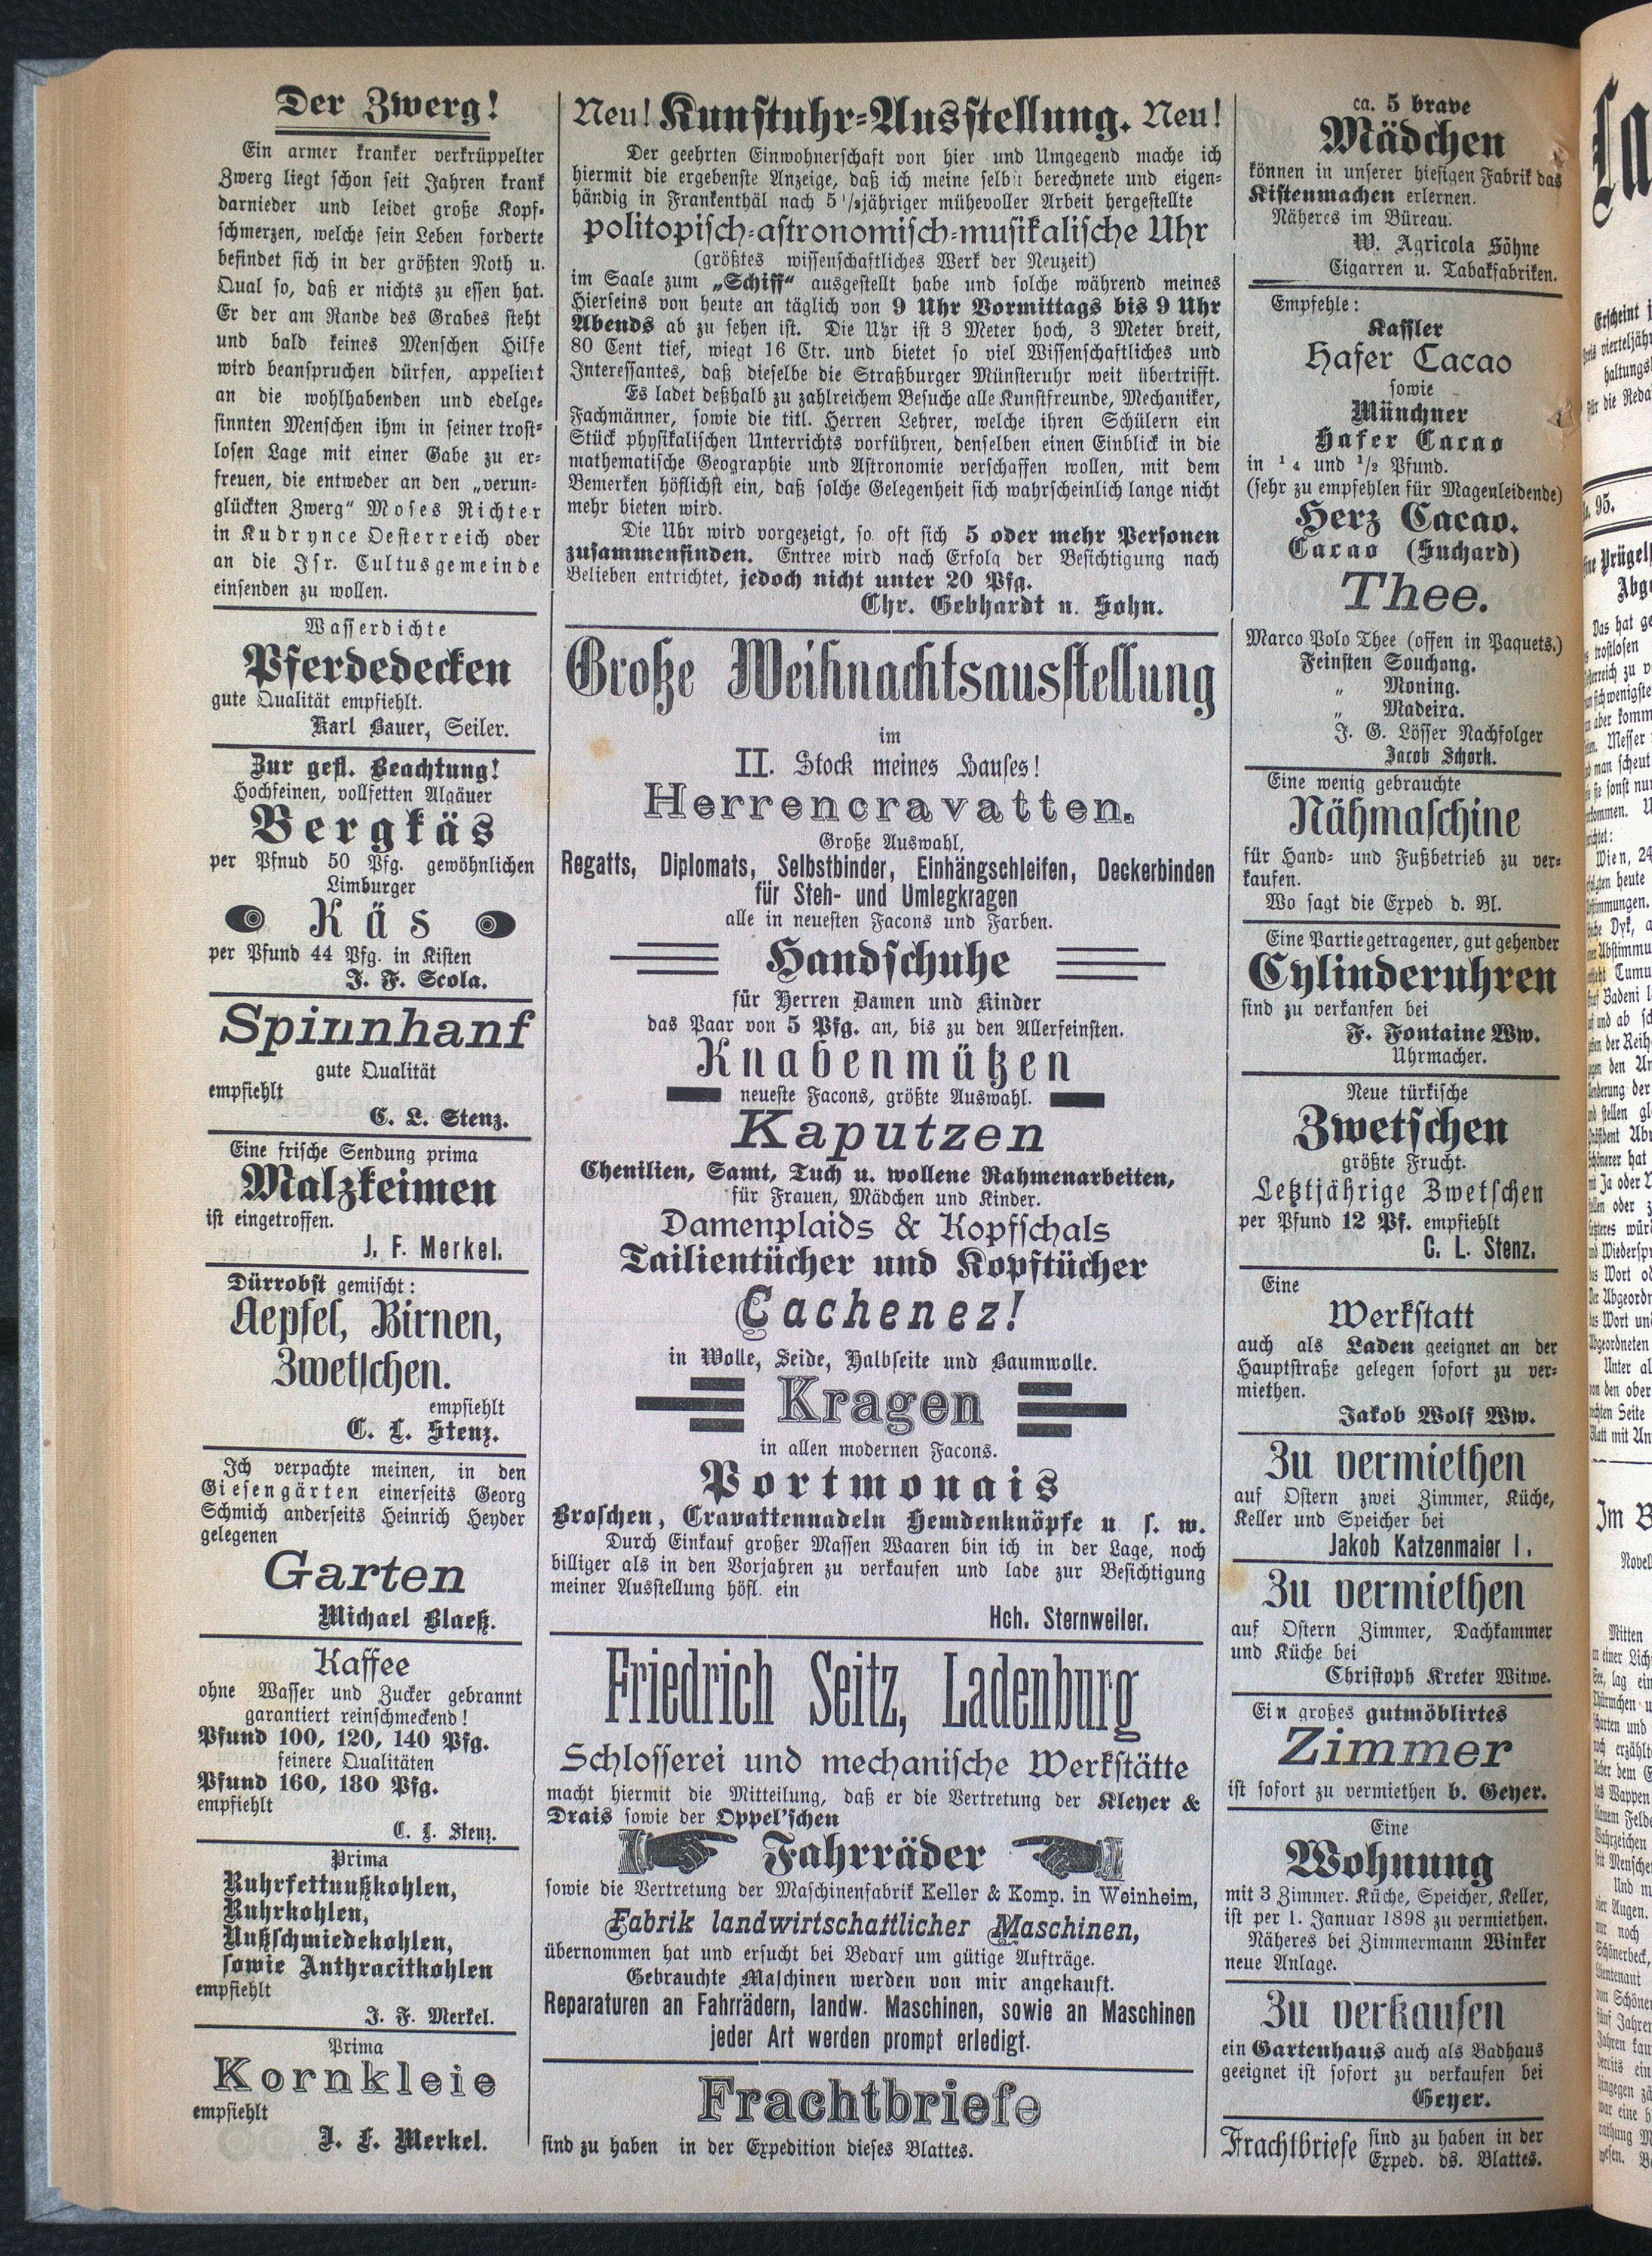 Der Zwerg!
Ein armer kranker verkrüppelter
Zwerg liegt schon seit Jahren krank
darnieder und leidet große Kopf-
schmerzen, welche sein Leben forderte
befindet sich in der größten Noth u.
Qual so, daß er nichts zu essen hat.
Er der am Rande des Grabes steht
und bald keines Menschen Hilfe
wird beanspruchen dürfen, appeliert
an die wohlhabenden und edelge-
sinnten Menschen ihm in seiner trost-
losen Lage mit einer Gabe zu er-
freuen, die entweder an den „verun-
glückten Zwerg“ Moses Richter
in Kudrynce Oesterreich oder
an die Isr. Cultusgemeinde
einsenden zu wollen.
Wasserdichte
Pferdedecken
gute Qualität empfiehlt.
Karl Bauer, Seiler.
Zur gefl. Beachtung!
Hochfeinen, vollfetten Algäuer
Bergkäs
per Pfnud 50 Pfg. gewöhnlichen
Limburger
Käs
per Pfund 44 Pfg. in Kisten
J. F. Scola.
Spinnhanf
gute Qualität
empfiehlt
C. L. Stenz.
Eine frische Sendung prima
Malzkeimen
ist eingetroffen.
J. F. Merkel.
Dürrobst gemischt:
Aepfel, Birnen,
Zwetschen.
empfiehlt
C. L. Stenz.
Ich verpachte meinen, in den
Giesengärten einerseits Georg
Schmich anderseits Heinrich Heyder
gelegenen
Garten
Michael Blaeß.
Kaffee
ohne Wasser und Zucker gebrannt
garantiert reinschmeckend!
Pfund 100, 120, 140 Pfg.
feinere Qualitäten
Pfund 160, 180 Pfg.
empfiehlt
C. L. Stenz.
Prima
Ruhrfettnußkohlen,
Ruhrkohlen,
Nußschmiedekohlen,
sowie Anthracitkohlen
empfiehlt
J. F. Merkel.
Prima
Kornkleie
empfiehlt
J. F. Merkel.
Neu! Kunstuhr-Ausstellung. Neu!
Der geehrten Einwohnerschaft von hier und Umgegend mache ich
hiermit die ergebenste Anzeige, daß ich meine selbst berechnete und eigen-
händig in Frankenthäl nach 5 1/2jähriger mühevoller Arbeit hergestellte
politopisch-astronomisch-musikalische Uhr
(größtes wissenschaftliches Werk der Neuzeit)
im Saale zum „Schiff“ ausgestellt habe und solche während meines
Hierseins von heute an täglich von 9 Uhr Vormittags bis 9 Uhr
Abends ab zu sehen ist. Die Uhr ist 3 Meter hoch, 3 Meter breit,
80 Cent tief, wiegt 16 Ctr. und bietet so viel Wissenschaftliches und
Interessantes, daß dieselbe die Straßburger Münsteruhr weit übertrifft.
Es ladet deßhalb zu zahlreichem Besuche alle Kunstfreunde, Mechaniker,
Fachmänner, sowie die titl. Herren Lehrer, welche ihren Schülern ein
Stück physikalischen Unterrichts vorführen, denselben einen Einblick in die
mathematische Geographie und Astronomie verschaffen wollen, mit dem
Bemerken höflichst ein, daß solche Gelegenheit sich wahrscheinlich lange nicht
mehr bieten wird.
Die Uhr wird vorgezeigt, so oft sich 5 oder mehr Personen
zusammenfinden. Entree wird nach Erfolg der Besichtigung nach
Belieben entrichtet, jedoch nicht unter 20 Pfg.
Chr. Gebhardt u. Sohn.
Große Weihnachtsausstellung
im
II. Stock meines Hauses!
Herrencravatten.
Große Auswahl,
Regatts, Diplomats, Selbstbinder, Einhängschleifen, Deckerbinden
für Steh- und Umlegkragen
alle in neuesten Facons und Farben.
Handschuhe
für Herren Damen und Kinder
das Paar von 5 Pfg. an, bis zu den Allerfeinsten.
Knabenmützen
neueste Facons, größte Auswahl.
Kaputzen
Chenilien, Samt, Tuch u. wollene Rahmenarbeiten,
für Frauen, Mädchen und Kinder.
Damenplaids & Kopfschals
Tailientücher und Kopftücher
Cachenez!
in Wolle, Seide, Halbseite und Baumwolle.
Kragen
in allen modernen Facons.
Portmonais
Broschen, Cravattennadeln Hemdenknöpfe u s. w.
Durch Einkauf großer Massen Waaren bin ich in der Lage, noch
billiger als in den Vorjahren zu verkaufen und lade zur Besichtigung
meiner Ausstellung höfl. ein
Hch. Sternweiler.
Friedrich Seitz, Ladenburg
Schlosserei und mechanische Werkstätte
macht hiermit die Mitteilung, daß er die Vertretung der Kleyer &
Drais sowie der Oppel'schen
Fahrräder
sowie die Vertretung der Maschinenfabrik Keller & Komp. in Weinheim,
Fabrik landwirtschaftlicher Maschinen,
übernommen hat und ersucht bei Bedarf um gütige Aufträge.
Gebrauchte Maschinen werden von mir angekauft.
Reparaturen an Fahrrädern, landw. Maschinen, sowie an Maschinen
jeder Art werden prompt erledigt.
Frachtbriefe
sind zu haben in der Expedition dieses Blattes.
ca. 5 brave
Mädchen
können in unserer hiesigen Fabrik das
Kistenmachen erlernen.
Näheres im Büreau.
W. Agricola Söhne
Cigarren u. Tabakfabriken.
Empfehle:
Kassler
Hafer Cacao
sowie
Münchner
Hafer Cacao
in 1/4 und 1/2 Pfund.
(sehr zu empfehlen für Magenleidende)
Herz Cacao.
Cacao (Suchard)
Thee.
Marco Polo Thee (offen in Paquets.)
Feinsten Souchong.
„ Moning.
„ Madeira.
J. G. Lösser Nachfolger
Jacob Schork.
Eine wenig gebrauchte
Nähmaschine
für Hand- und Fußbetrieb zu ver-
kaufen.
Wo sagt die Exped d. Bl.
Eine Partie getragener, gut gehender
Cylinderuhren
sind zu verkaufen bei
F. Fontaine Ww.
Uhrmacher.
Neue türkische
Zwetschen
größte Frucht.
Letztjährige Zwetschen
per Pfund 12 Pf. empfiehlt
C. L. Stenz.
Eine
Werkstatt
auch als Laden geeignet an der
Hauptstraße gelegen sofort zu ver-
miethen.
Jakob Wolf Ww.
Zu vermiethen
auf Ostern zwei Zimmer, Küche,
Keller und Speicher bei
Jakob Katzenmaier I.
Zu vermiethen
auf Ostern Zimmer, Dachkammer
und Küche bei
Christoph Kreter Witwe.
Ein großes gutmöblirtes
Zimmer
ist sofort zu vermiethen b. Geyer.
Eine
Wohnung
mit 3 Zimmer. Küche, Speicher, Keller,
ist per 1. Januar 1898 zu vermiethen.
Näheres bei Zimmermann Winker
neue Anlage.
Zu verkaufen
ein Gartenhaus auch als Badhaus
geeignet ist sofort zu verkaufen bei
Geyer.
Frachtbriefe sind zu haben in der
Exped. ds. Blattes.